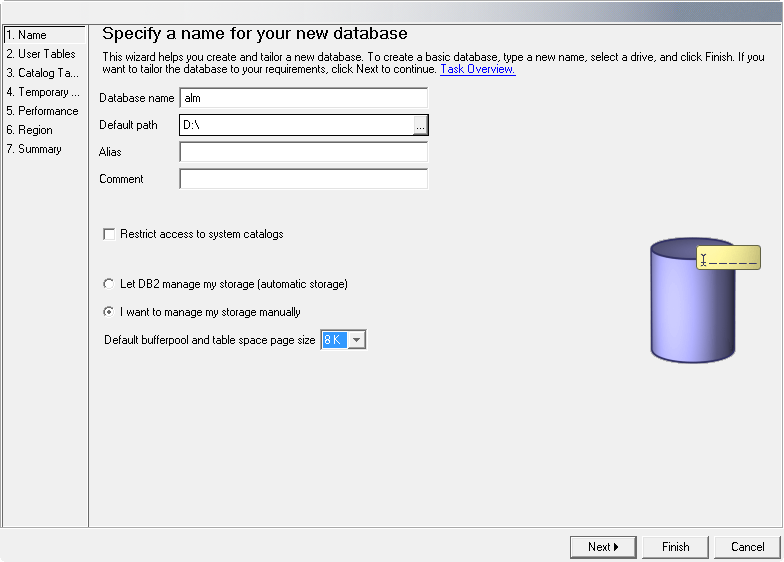 1. Name
2. User Tables
3. Catalog Ta...
4. Temporary ...
5. Performance
6. Region
7. Summary
Specify a name for your new database
This wizard helps you create and tailor a new database. To create a basic database, type a new name, select a drive, and click Finish. If you
want to tailor the database to your requirements, click Next to continue. Task Overview.
Database name alm
Default path D:\ ...
Alias
Comment
Restrict access to system catalogs
Let DB2 manage my storage (automatic storage)
I want to manage my storage manually
Default bufferpool and table space page size 8 K
Next Finish Cancel